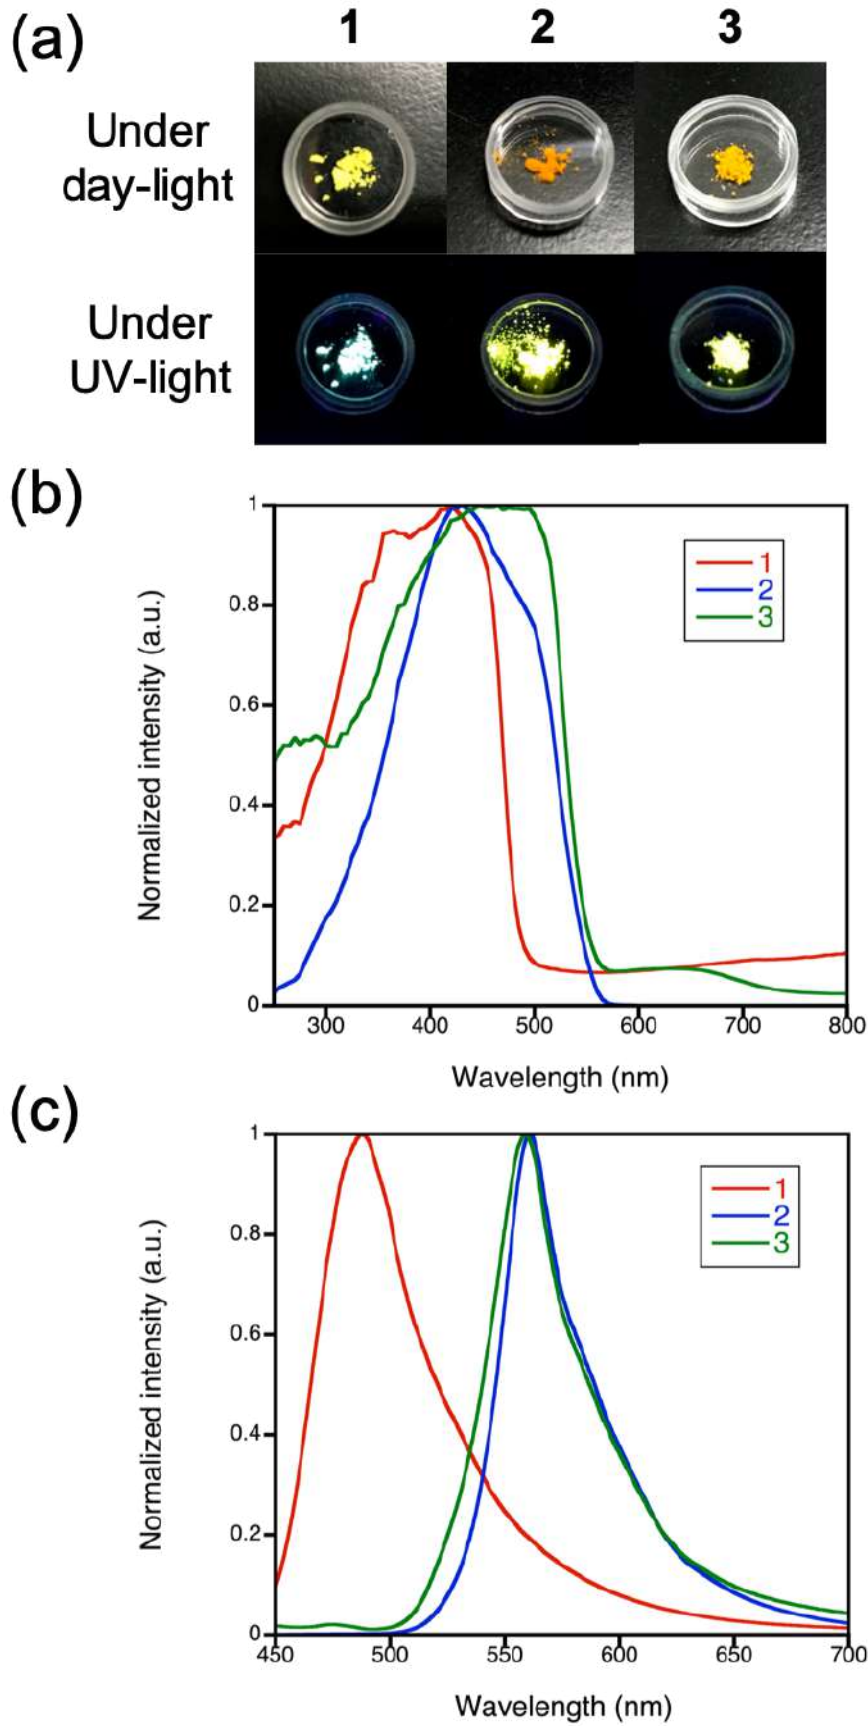 (a)
1 2 3
Under
day-light
Under
UV-light
(b)
Normalized intensity (a.u.)
1
0.8
0.6
0.4
0.2
0
1
2
3
300 400 500 600 700 800
Wavelength (nm)
(c)
Normalized intensity (a.u.)
1
0.8
0.6
0.4
0.2
0
1
2
3
450 500 550 600 650 700
Wavelength (nm)